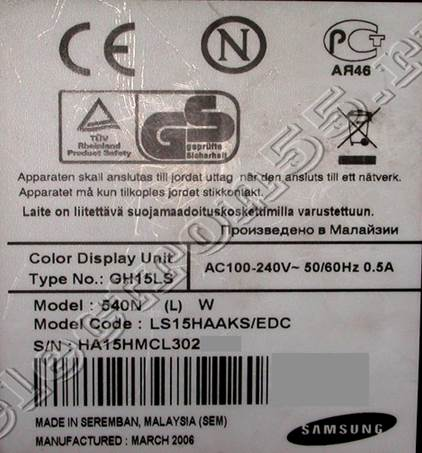 CE N РСТ
АЯ46
TÜV
Rheinland
Product Safety
GS
geprüfte
Sicherheit
Apparaten skall anslutas till jordat uttag när den ansluts till ett nätverk.
Apparatet må kun tilkoples jordet stikkontakt.
Laite on liitettävä suojamaadoituskoskettimilla varustettuun.
Произведено в Малайзии
Color Display Unit
Type No.: GH15LS
AC100-240V~ 50/60Hz 0.5A
Model : 540N (L) W
Model Code : LS15HAAKS/EDC
S/N : HA15HMCL302
MADE IN SEREMBAN, MALAYSIA (SEM)
MANUFACTURED : MARCH 2006
SAMSUNG